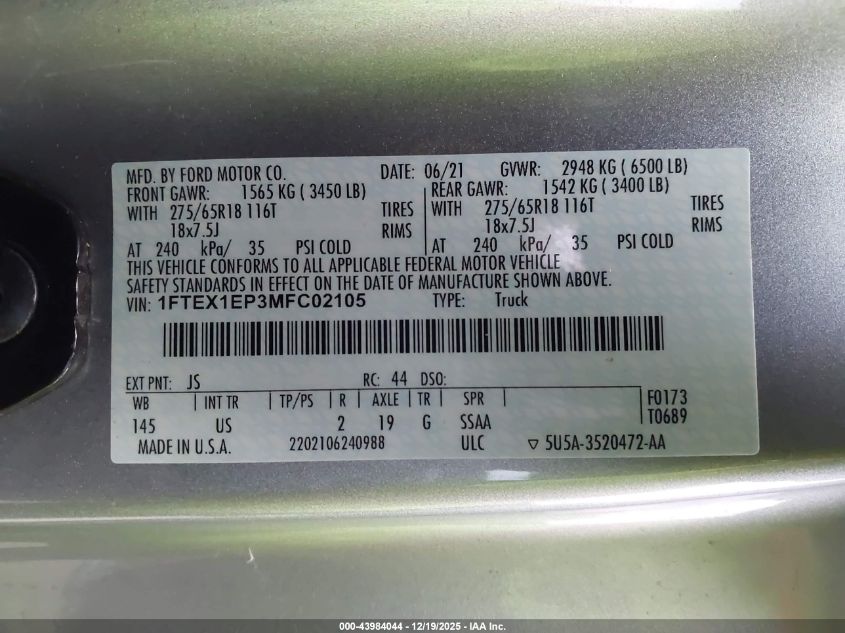 MFD. BY FORD MOTOR CO. DATE: 06/21 GVWR: 2948 KG ( 6500 LB)
FRONT GAWR: 1565 KG ( 3450 LB) REAR GAWR: 1542 KG ( 3400 LB)
WITH 275/65R18 116T TIRES WITH 275/65R18 116T TIRES
18x7.5J RIMS 18x7.5J RIMS
AT 240 kPa/ 35 PSI COLD AT 240 kPa/ 35 PSI COLD
THIS VEHICLE CONFORMS TO ALL APPLICABLE FEDERAL MOTOR VEHICLE
SAFETY STANDARDS IN EFFECT ON THE DATE OF MANUFACTURE SHOWN ABOVE.
VIN: 1FTEX1EP3MFC02105 TYPE: Truck
EXT PNT: JS RC: 44 DSO:
WB INT TR TP/PS R AXLE TR SPR F0173
145 US 2 19 G SSAA T0689
MADE IN U.S.A. 2202106240988 ULC ▽ 5U5A-3520472-AA
000-43984044 - 12/19/2025 - IAA Inc.